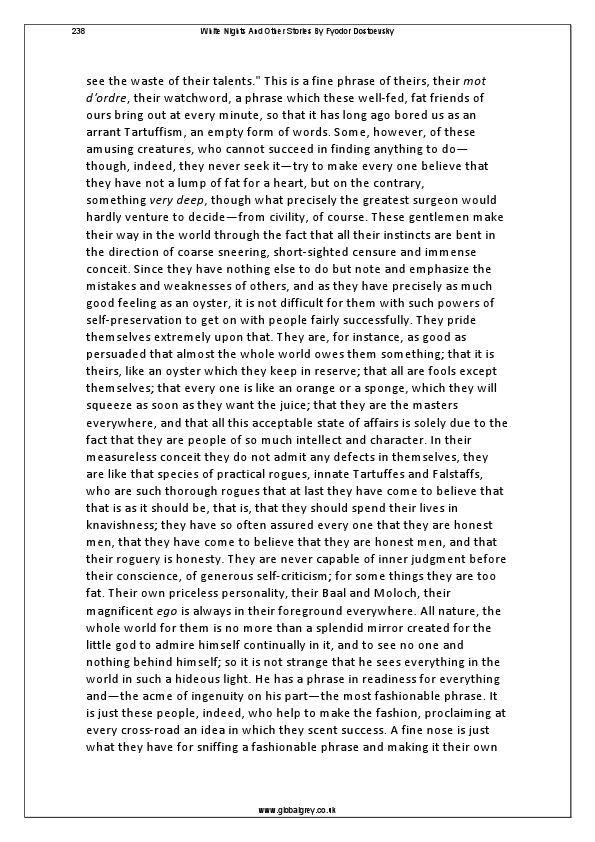 238
White Nights And Other Stories By Fyodor Dostoevsky
see the waste of their talents." This is a fine phrase of theirs, their mot
d'ordre, their watchword, a phrase which these well-fed, fat friends of
ours bring out at every minute, so that it has long ago bored us as an
arrant Tartuffism, an empty form of words. Some, however, of these
amusing creatures, who cannot succeed in finding anything to do—
though, indeed, they never seek it—try to make every one believe that
they have not a lump of fat for a heart, but on the contrary,
something very deep, though what precisely the greatest surgeon would
hardly venture to decide—from civility, of course. These gentlemen make
their way in the world through the fact that all their instincts are bent in
the direction of coarse sneering, short-sighted censure and immense
conceit. Since they have nothing else to do but note and emphasize the
mistakes and weaknesses of others, and as they have precisely as much
good feeling as an oyster, it is not difficult for them with such powers of
self-preservation to get on with people fairly successfully. They pride
themselves extremely upon that. They are, for instance, as good as
persuaded that almost the whole world owes them something; that it is
theirs, like an oyster which they keep in reserve; that all are fools except
themselves; that every one is like an orange or a sponge, which they will
squeeze as soon as they want the juice; that they are the masters
everywhere, and that all this acceptable state of affairs is solely due to the
fact that they are people of so much intellect and character. In their
measureless conceit they do not admit any defects in themselves, they
are like that species of practical rogues, innate Tartuffes and Falstaffs,
who are such thorough rogues that at last they have come to believe that
that is as it should be, that is, that they should spend their lives in
knavishness; they have so often assured every one that they are honest
men, that they have come to believe that they are honest men, and that
their roguery is honesty. They are never capable of inner judgment before
their conscience, of generous self-criticism; for some things they are too
fat. Their own priceless personality, their Baal and Moloch, their
magnificent ego is always in their foreground everywhere. All nature, the
whole world for them is no more than a splendid mirror created for the
little god to admire himself continually in it, and to see no one and
nothing behind himself; so it is not strange that he sees everything in the
world in such a hideous light. He has a phrase in readiness for everything
and—the acme of ingenuity on his part—the most fashionable phrase. It
is just these people, indeed, who help to make the fashion, proclaiming at
every cross-road an idea in which they scent success. A fine nose is just
what they have for sniffing a fashionable phrase and making it their own
www.globalgrey.co.uk